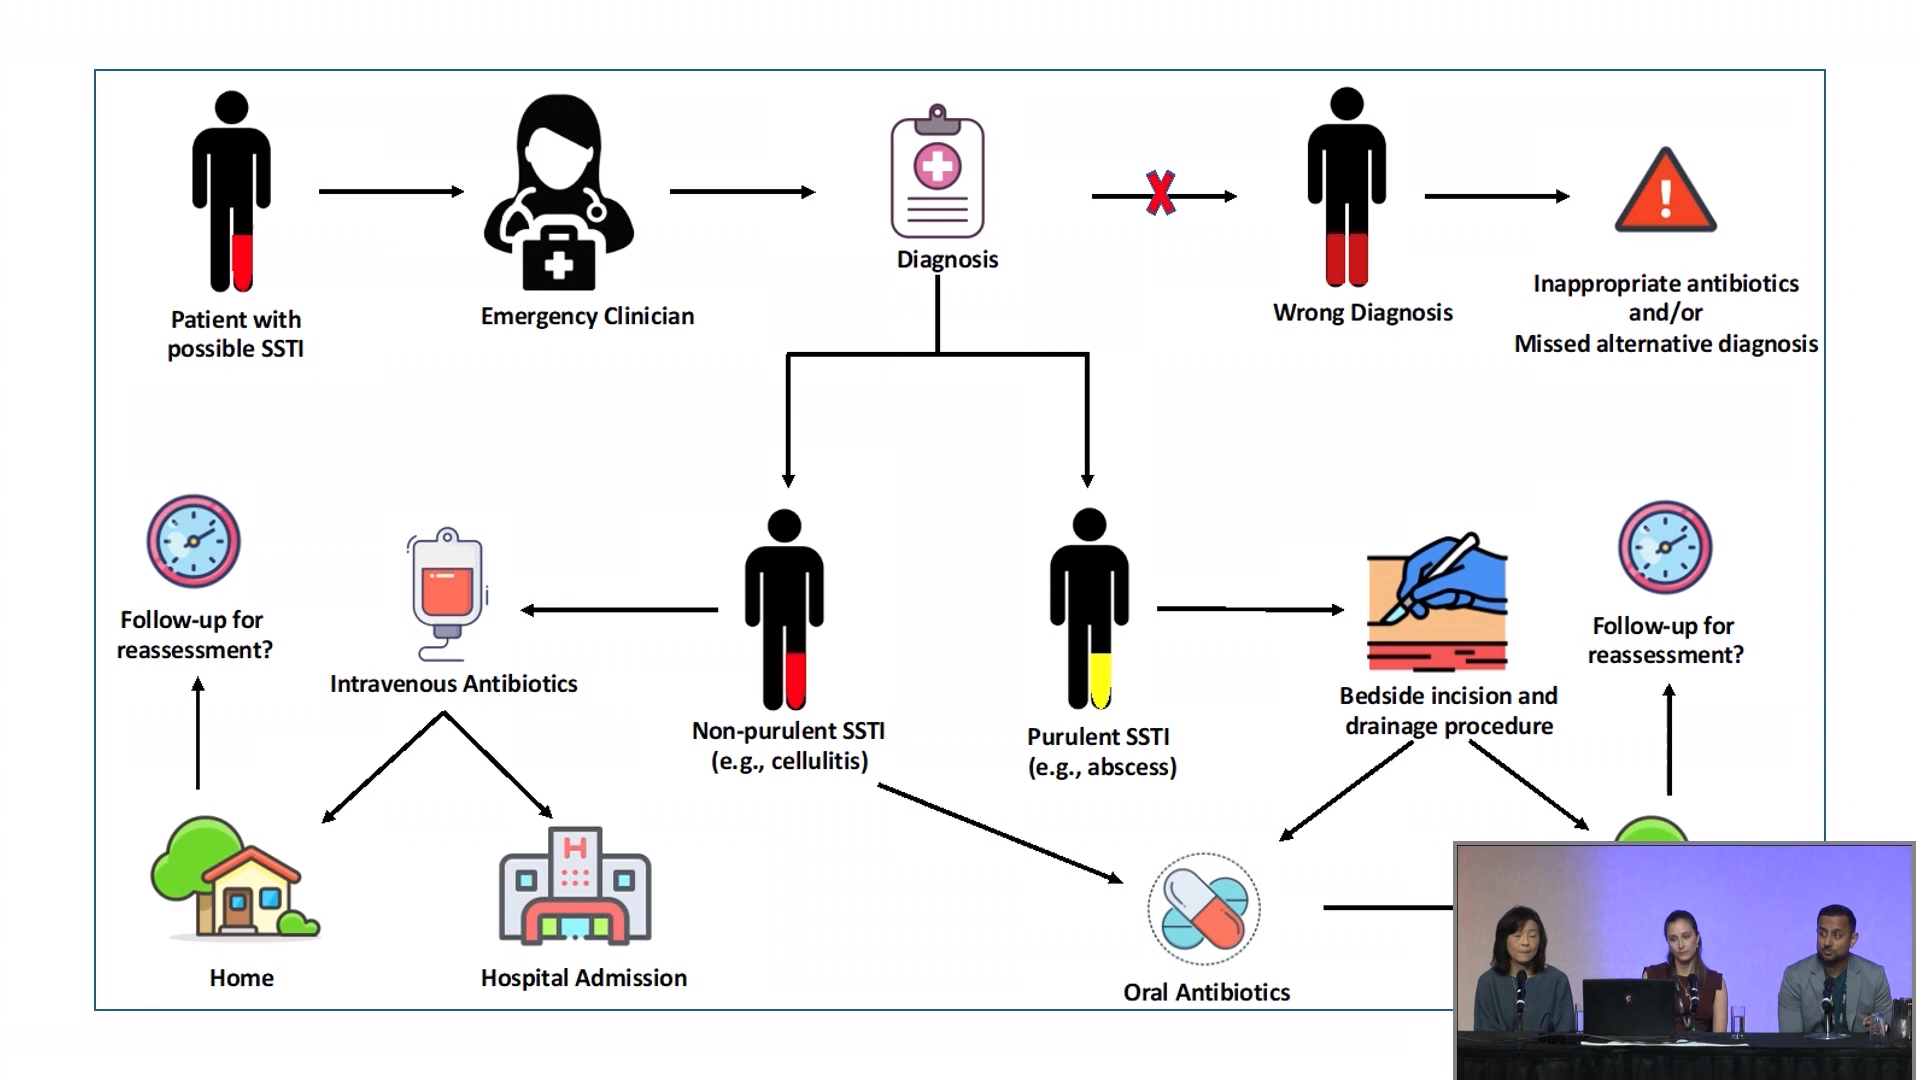 Patient with
possible SSTI
Emergency Clinician
Diagnosis
Wrong Diagnosis
Inappropriate antibiotics
and/or
Missed alternative diagnosis
Follow-up for
reassessment?
Intravenous Antibiotics
Non-purulent SSTI
(e.g., cellulitis)
Purulent SSTI
(e.g., abscess)
Bedside incision and
drainage procedure
Follow-up for
reassessment?
H
Home
Hospital Admission
Oral Antibiotics